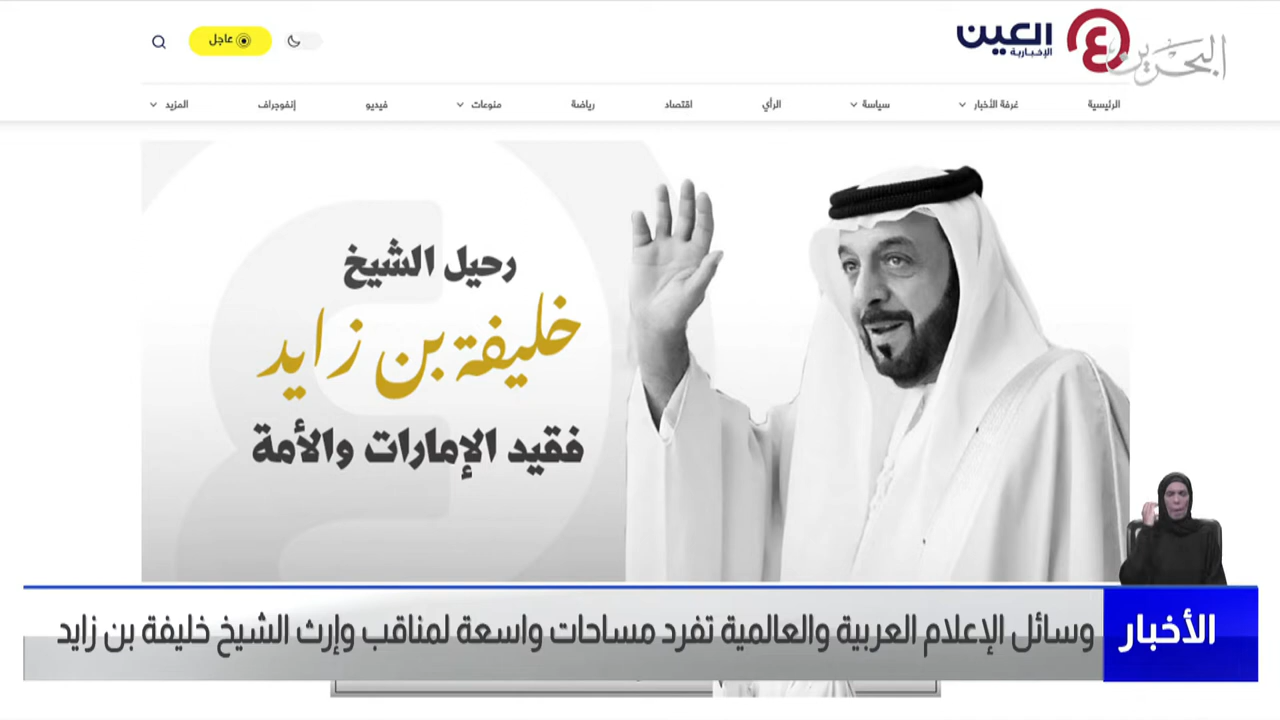 عاجل
العين
الإخبارية
ع
البحرين
الرئيسية غرفة الأخبار سياسة الرأي اقتصاد رياضة منوعات فيديو إنفوجراف المزيد
رحيل الشيخ
خليفة بن زايد
فقيد الإمارات والأمة
الأخبار
وسائل الإعلام العربية والعالمية تفرد مساحات واسعة لمناقب وإرث الشيخ خليفة بن زايد